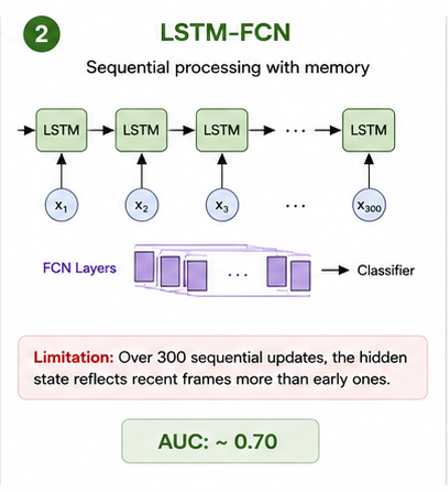 2
LSTM-FCN
Sequential processing with memory
LSTM LSTM LSTM ... LSTM
x1 x2 x3 ... x300
FCN Layers ... Classifier
Limitation: Over 300 sequential updates, the hidden
state reflects recent frames more than early ones.
AUC: ~ 0.70